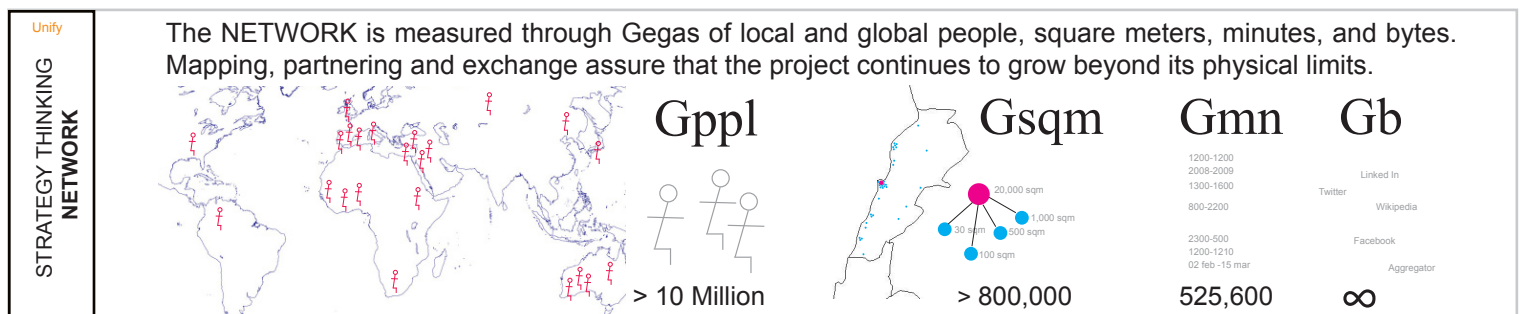 Unify
STRATEGY THINKING
NETWORK
The NETWORK is measured through Gegas of local and global people, square meters, minutes, and bytes.
Mapping, partnering and exchange assure that the project continues to grow beyond its physical limits.
Gppl
> 10 Million
Gsqm
20,000 sqm
1,000 sqm
30 sqm
500 sqm
100 sqm
> 800,000
Gmn
1200-1200
2008-2009
1300-1600
800-2200
2300-500
1200-1210
02 feb -15 mar
525,600
Gb
Linked In
Twitter
Wikipedia
Facebook
Aggregator
∞